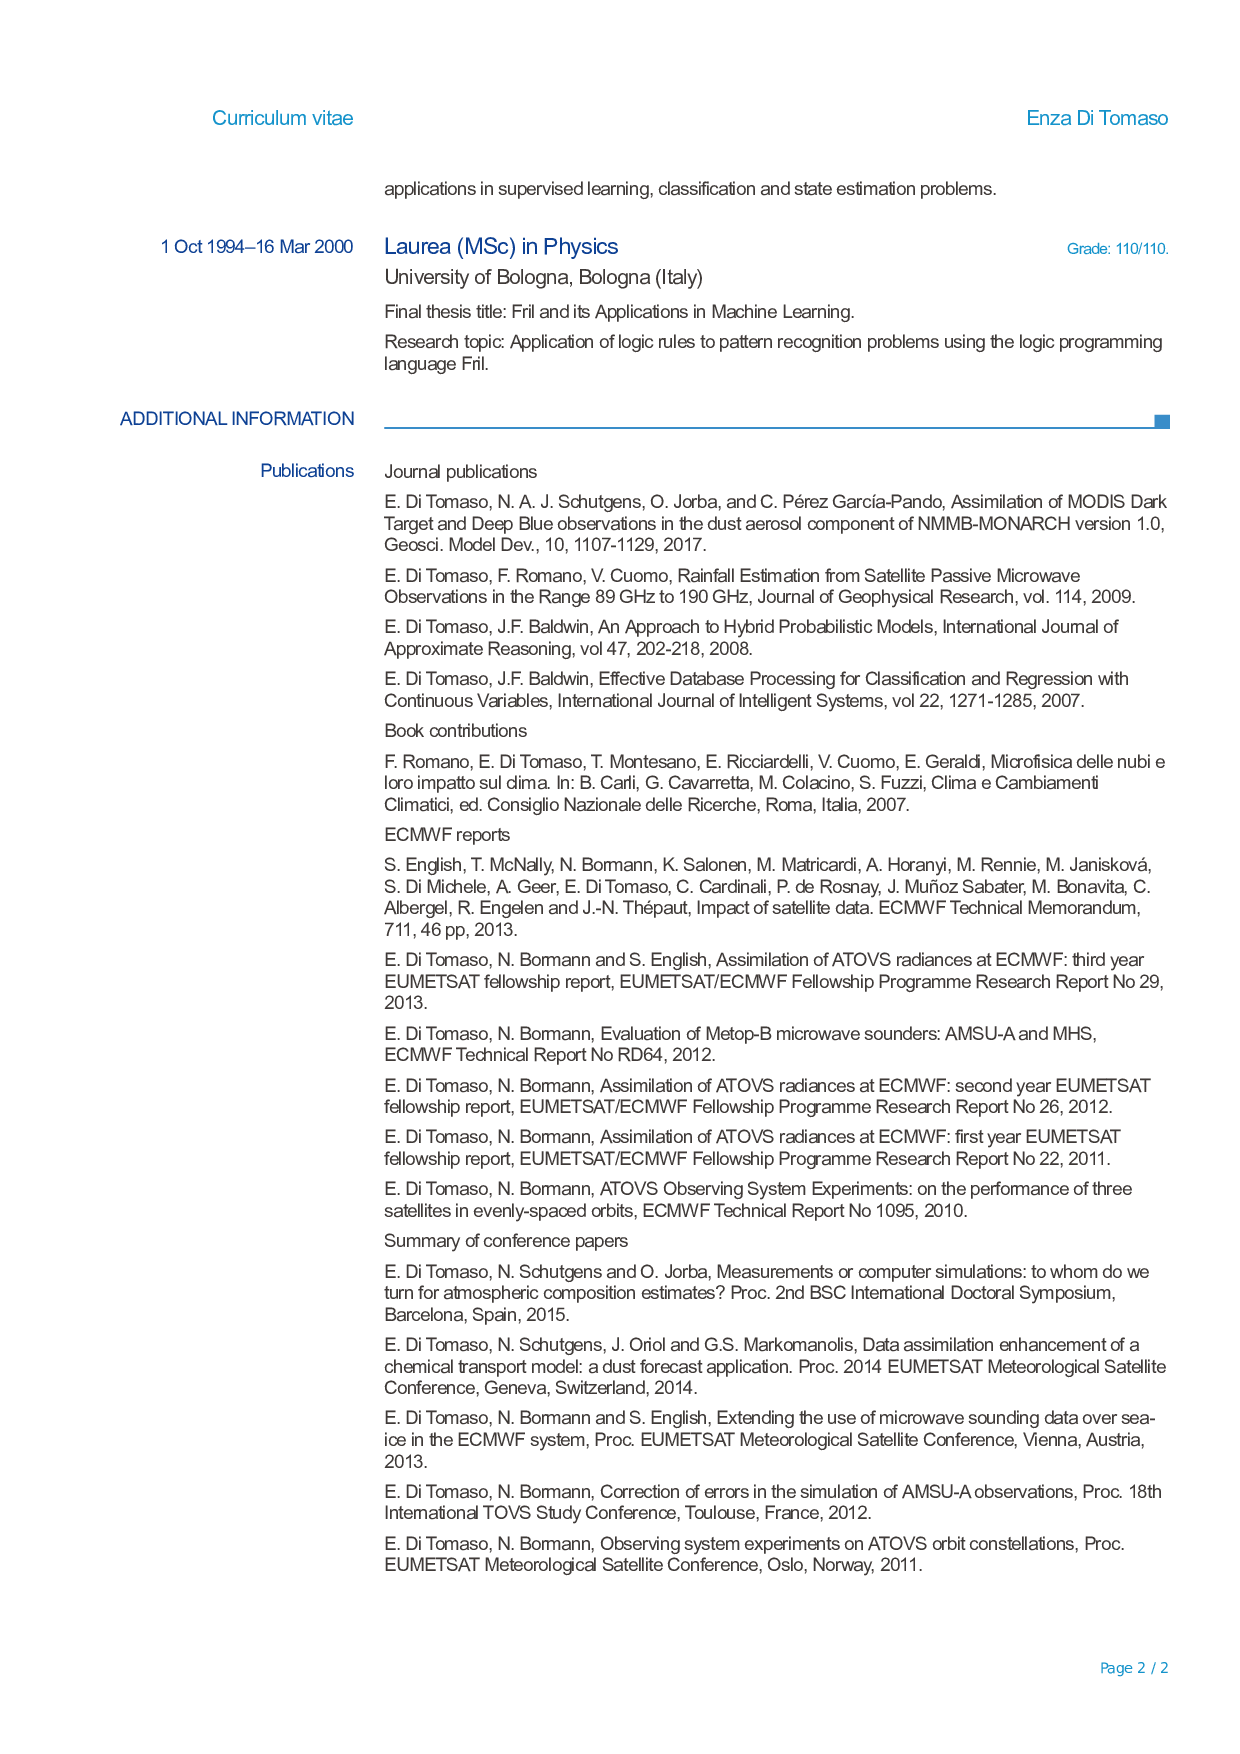 Curriculum vitae
Enza Di Tomaso
applications in supervised learning, classification and state estimation problems.
1 Oct 1994–16 Mar 2000
Laurea (MSc) in Physics
Grade: 110/110.
University of Bologna, Bologna (Italy)
Final thesis title: Fril and its Applications in Machine Learning.
Research topic: Application of logic rules to pattern recognition problems using the logic programming
language Fril.
ADDITIONAL INFORMATION
Publications
Journal publications
E. Di Tomaso, N. A. J. Schutgens, O. Jorba, and C. Pérez García-Pando, Assimilation of MODIS Dark
Target and Deep Blue observations in the dust aerosol component of NMMB-MONARCH version 1.0,
Geosci. Model Dev., 10, 1107-1129, 2017.
E. Di Tomaso, F. Romano, V. Cuomo, Rainfall Estimation from Satellite Passive Microwave
Observations in the Range 89 GHz to 190 GHz, Journal of Geophysical Research, vol. 114, 2009.
E. Di Tomaso, J.F. Baldwin, An Approach to Hybrid Probabilistic Models, International Journal of
Approximate Reasoning, vol 47, 202-218, 2008.
E. Di Tomaso, J.F. Baldwin, Effective Database Processing for Classification and Regression with
Continuous Variables, International Journal of Intelligent Systems, vol 22, 1271-1285, 2007.
Book contributions
F. Romano, E. Di Tomaso, T. Montesano, E. Ricciardelli, V. Cuomo, E. Geraldi, Microfisica delle nubi e
loro impatto sul clima. In: B. Carli, G. Cavarretta, M. Colacino, S. Fuzzi, Clima e Cambiamenti
Climatici, ed. Consiglio Nazionale delle Ricerche, Roma, Italia, 2007.
ECMWF reports
S. English, T. McNally, N. Bormann, K. Salonen, M. Matricardi, A. Horanyi, M. Rennie, M. Janisková,
S. Di Michele, A. Geer, E. Di Tomaso, C. Cardinali, P. de Rosnay, J. Muñoz Sabater, M. Bonavita, C.
Albergel, R. Engelen and J.-N. Thépaut, Impact of satellite data. ECMWF Technical Memorandum,
711, 46 pp, 2013.
E. Di Tomaso, N. Bormann and S. English, Assimilation of ATOVS radiances at ECMWF: third year
EUMETSAT fellowship report, EUMETSAT/ECMWF Fellowship Programme Research Report No 29,
2013.
E. Di Tomaso, N. Bormann, Evaluation of Metop-B microwave sounders: AMSU-A and MHS,
ECMWF Technical Report No RD64, 2012.
E. Di Tomaso, N. Bormann, Assimilation of ATOVS radiances at ECMWF: second year EUMETSAT
fellowship report, EUMETSAT/ECMWF Fellowship Programme Research Report No 26, 2012.
E. Di Tomaso, N. Bormann, Assimilation of ATOVS radiances at ECMWF: first year EUMETSAT
fellowship report, EUMETSAT/ECMWF Fellowship Programme Research Report No 22, 2011.
E. Di Tomaso, N. Bormann, ATOVS Observing System Experiments: on the performance of three
satellites in evenly-spaced orbits, ECMWF Technical Report No 1095, 2010.
Summary of conference papers
E. Di Tomaso, N. Schutgens and O. Jorba, Measurements or computer simulations: to whom do we
turn for atmospheric composition estimates? Proc. 2nd BSC International Doctoral Symposium,
Barcelona, Spain, 2015.
E. Di Tomaso, N. Schutgens, J. Oriol and G.S. Markomanolis, Data assimilation enhancement of a
chemical transport model: a dust forecast application. Proc. 2014 EUMETSAT Meteorological Satellite
Conference, Geneva, Switzerland, 2014.
E. Di Tomaso, N. Bormann and S. English, Extending the use of microwave sounding data over sea-
ice in the ECMWF system, Proc. EUMETSAT Meteorological Satellite Conference, Vienna, Austria,
2013.
E. Di Tomaso, N. Bormann, Correction of errors in the simulation of AMSU-A observations, Proc. 18th
International TOVS Study Conference, Toulouse, France, 2012.
E. Di Tomaso, N. Bormann, Observing system experiments on ATOVS orbit constellations, Proc.
EUMETSAT Meteorological Satellite Conference, Oslo, Norway, 2011.
Page 2 / 2